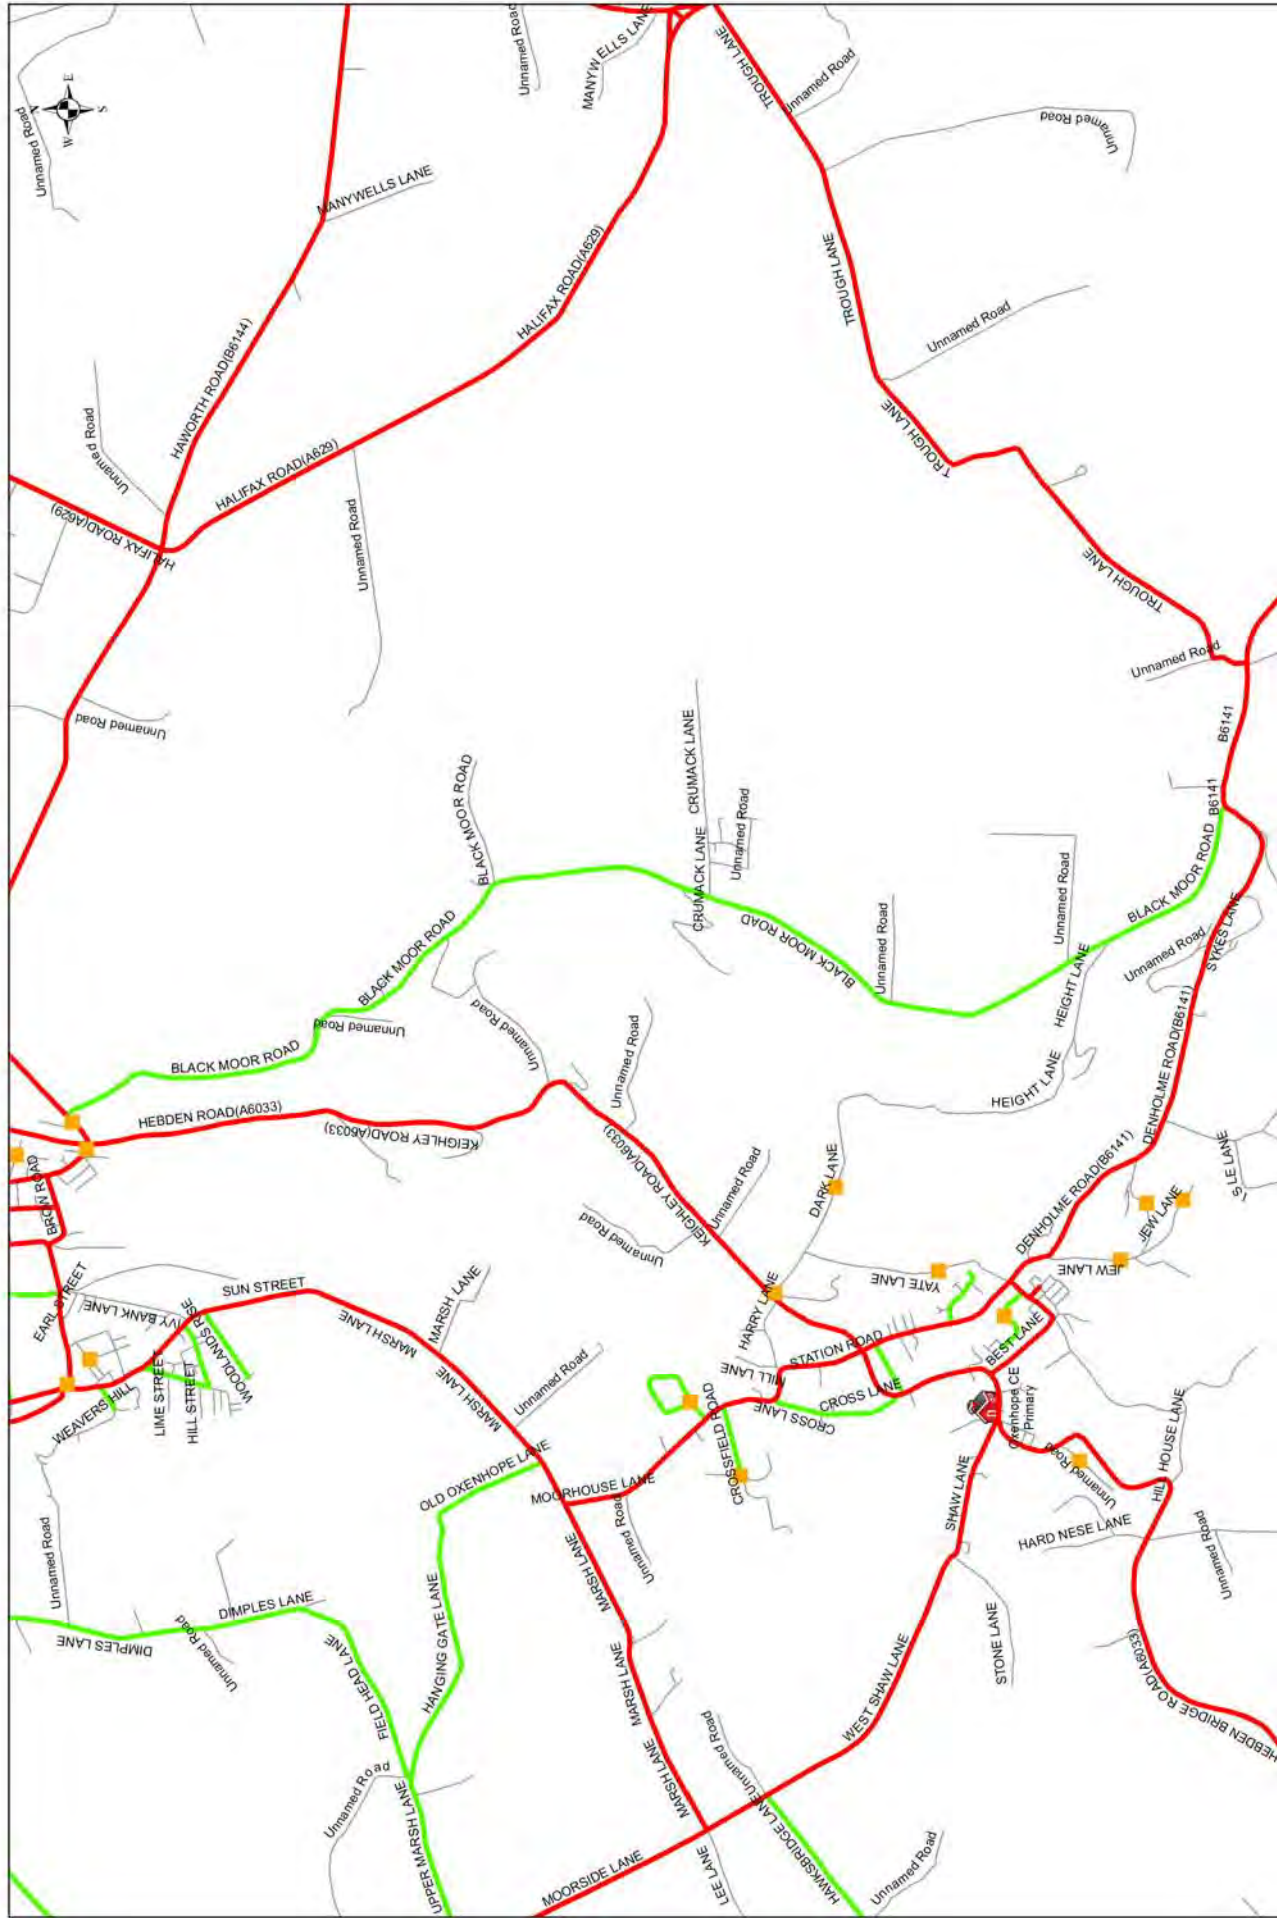 Unnamed Road
N
E
S
W
Unnamed Road
MANYWELLS LANE
TROUGH LANE
Unnamed Road
Unnamed Road
MANYWELLS LANE
HALIFAX ROAD(A629)
TROUGH LANE
Unnamed Road
HAWORTH ROAD(B6144)
Unnamed Road
HALIFAX ROAD(A629)
HALIFAX ROAD(A629)
Unnamed Road
TROUGH LANE
TROUGH LANE
Unnamed Road
Unnamed Road
B6141
B6141
BLACK MOOR ROAD
CRUMACK LANE
CRUMACK LANE
Unnamed Road
BLACK MOOR ROAD
BLACK MOOR ROAD
BLACK MOOR ROAD
BLACK MOOR ROAD
BLACK MOOR ROAD
Unnamed Road
Unnamed Road
BLACK MOOR ROAD
Unnamed Road
SYKES LANE
HEIGHT LANE
HEIGHT LANE
Unnamed Road
Unnamed Road
Unnamed Road
BLACK MOOR ROAD
HEBDEN ROAD(A6033)
KEIGHLEY ROAD(A6033)
KEIGHLEY ROAD(A6033)
Unnamed Road
Unnamed Road
DENHOLME ROAD(B6141)
DENHOLME ROAD(B6141)
DARK LANE
JEW LANE
JEW LANE
YATE LANE
BROW ROAD
EARL STREET
IVY BANK LANE
SUN STREET
WOODLANDS RISE
LIME STREET
HILL STREET
WEAVERS HILL
MARSH LANE
MARSH LANE
MARSH LANE
Unnamed Road
HARRY LANE
STATION ROAD
MILL LANE
CROSS LANE
CROSS LANE
BEST LANE
CROSSFIELD ROAD
Oxenhope CE
Primary
Unnamed Road
HILL HOUSE LANE
HARD NESE LANE
Unnamed Road
SHAW LANE
STONE LANE
WEST SHAW LANE
HEBDEN BRIDGE ROAD(A6033)
OLD OXENHOPE LANE
MOORHOUSE LANE
Unnamed Road
MARSH LANE
MARSH LANE
MARSH LANE
HANGING GATE LANE
Unnamed Road
DIMPLES LANE
DIMPLES LANE
Unnamed Road
FIELD HEAD LANE
Unnamed Road
UPPER MARSH LANE
MOORSIDE LANE
LEE LANE
Unnamed Road
Unnamed Road
HAWKSBRIDGE LANE
Unnamed Road